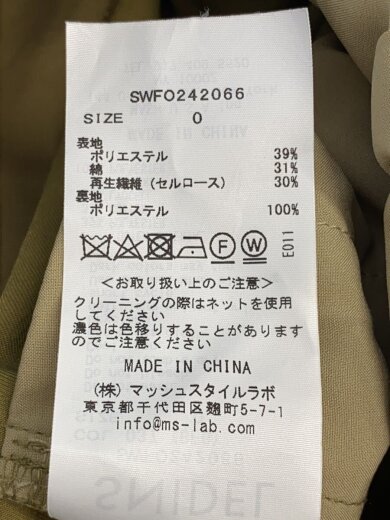 SWFO242066
SIZE 0
表地
ポリエステル 39%
綿 31%
再生繊維（セルロース） 30%
裏地
ポリエステル 100%
F W E011
＜お取り扱い上のご注意＞
クリーニングの際はネットを使用
してください
濃色は色移りすることがあります
のでご注意ください
MADE IN CHINA
（株）マッシュスタイルラボ
東京都千代田区麹町5-7-1
info@ms-lab.com
SNIDEL